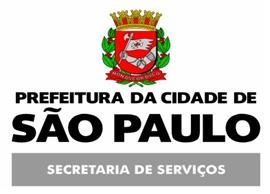 PREFEITURA DA CIDADE DE
SÃO PAULO
SECRETARIA DE SERVIÇOS